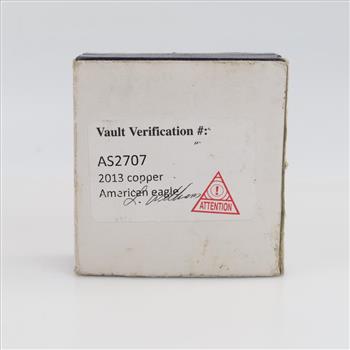 Vault Verification #:"
"
AS2707
2013 copper
American eagle
ATTENTION